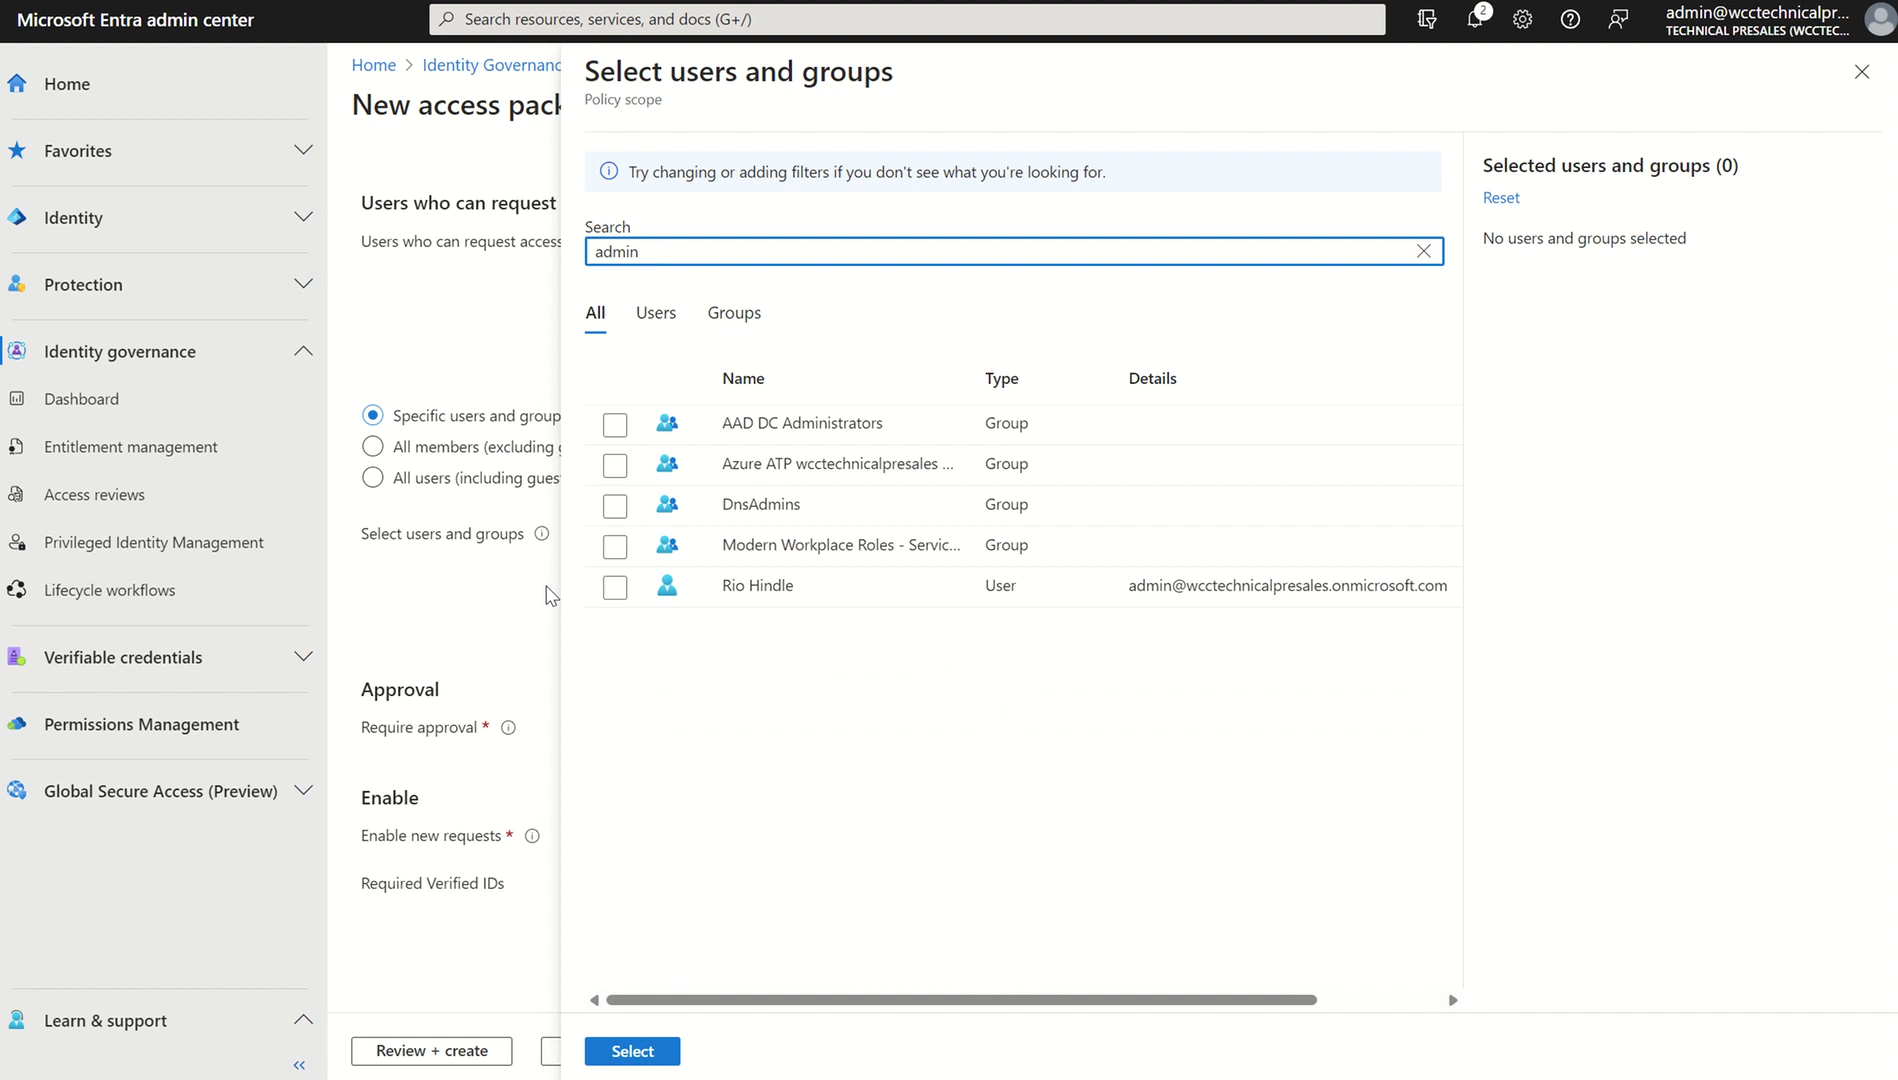 Microsoft Entra admin center
Search resources, services, and docs (G+/)
2
admin@wcctechnicalpr...
TECHNICAL PRESALES (WCCTEC...
Home
Favorites
Identity
Protection
Identity governance
Dashboard
Entitlement management
Access reviews
Privileged Identity Management
Lifecycle workflows
Verifiable credentials
Permissions Management
Global Secure Access (Preview)
Learn & support
Home > Identity Governanc
New access pack
Users who can request
Users who can request access
Specific users and group
All members (excluding g
All users (including gues
Select users and groups
Approval
Require approval *
Enable
Enable new requests *
Required Verified IDs
Review + create
Select users and groups
Policy scope
Try changing or adding filters if you don't see what you're looking for.
Search
admin
All Users Groups
Name Type Details
AAD DC Administrators Group
Azure ATP wcctechnicalpresales ... Group
DnsAdmins Group
Modern Workplace Roles - Servic... Group
Rio Hindle User admin@wcctechnicalpresales.onmicrosoft.com
Select
Selected users and groups (0)
Reset
No users and groups selected